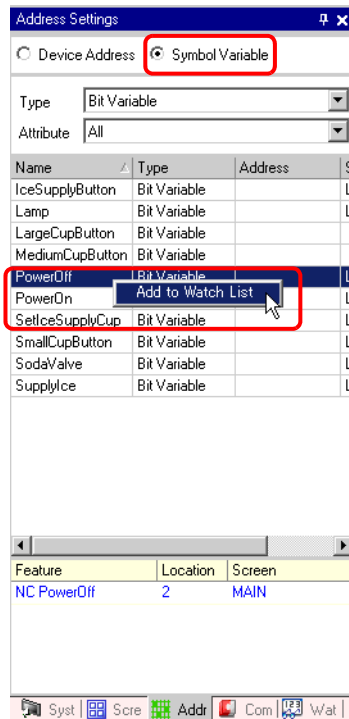 Address Settings
Device Address Symbol Variable
Type Bit Variable
Attribute All
Name Type Address S
IceSupplyButton Bit Variable L
Lamp Bit Variable L
LargeCupButton Bit Variable
MediumCupButton Bit Variable
PowerOff Bit Variable L
PowerOn Add to Watch List L
SetIceSupplyCup Bit Variable L
SmallCupButton Bit Variable
SodaValve Bit Variable L
SupplyIce Bit Variable L
Feature Location Screen
NC PowerOff 2 MAIN
Syst Scre Addr Com Wat